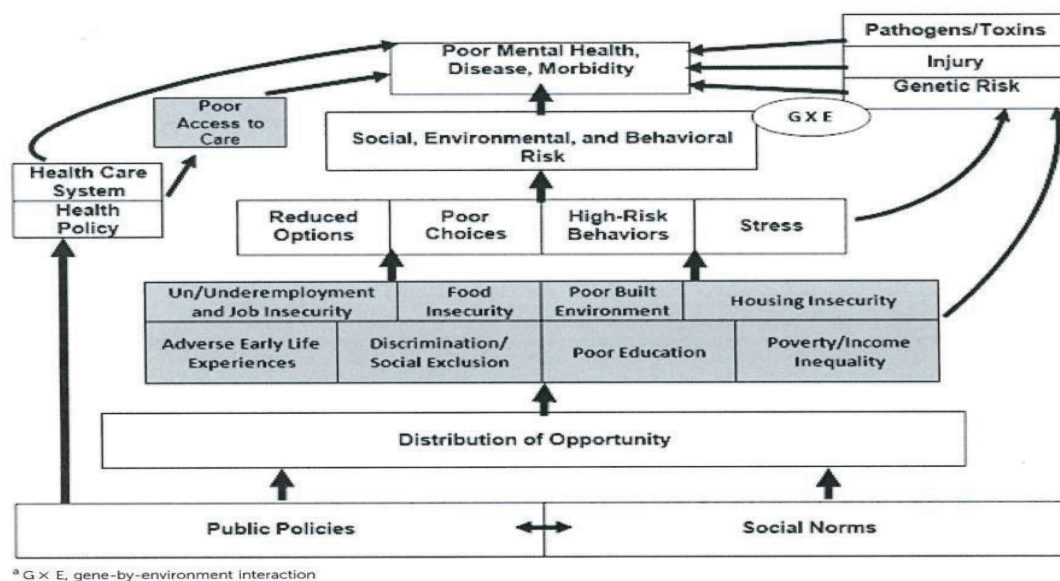 Poor Mental Health,
Disease, Morbidity
Pathogens/Toxins
Injury
Genetic Risk
G X E
Poor
Access to
Care
Social, Environmental, and Behavioral
Risk
Health Care
System
Health
Policy
Reduced
Options
Poor
Choices
High-Risk
Behaviors
Stress
Un/Underemployment
and Job Insecurity
Food
Insecurity
Poor Built
Environment
Housing Insecurity
Adverse Early Life
Experiences
Discrimination/
Social Exclusion
Poor Education
Poverty/Income
Inequality
Distribution of Opportunity
Public Policies
Social Norms
a G × E, gene-by-environment interaction